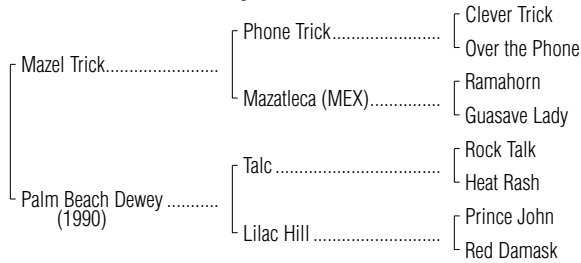 Clever Trick
Phone Trick
Over the Phone
Mazel Trick
Ramahorn
Mazatleca (MEX)
Guasave Lady
Rock Talk
Talc
Heat Rash
Palm Beach Dewey
(1990)
Prince John
Lilac Hill
Red Damask